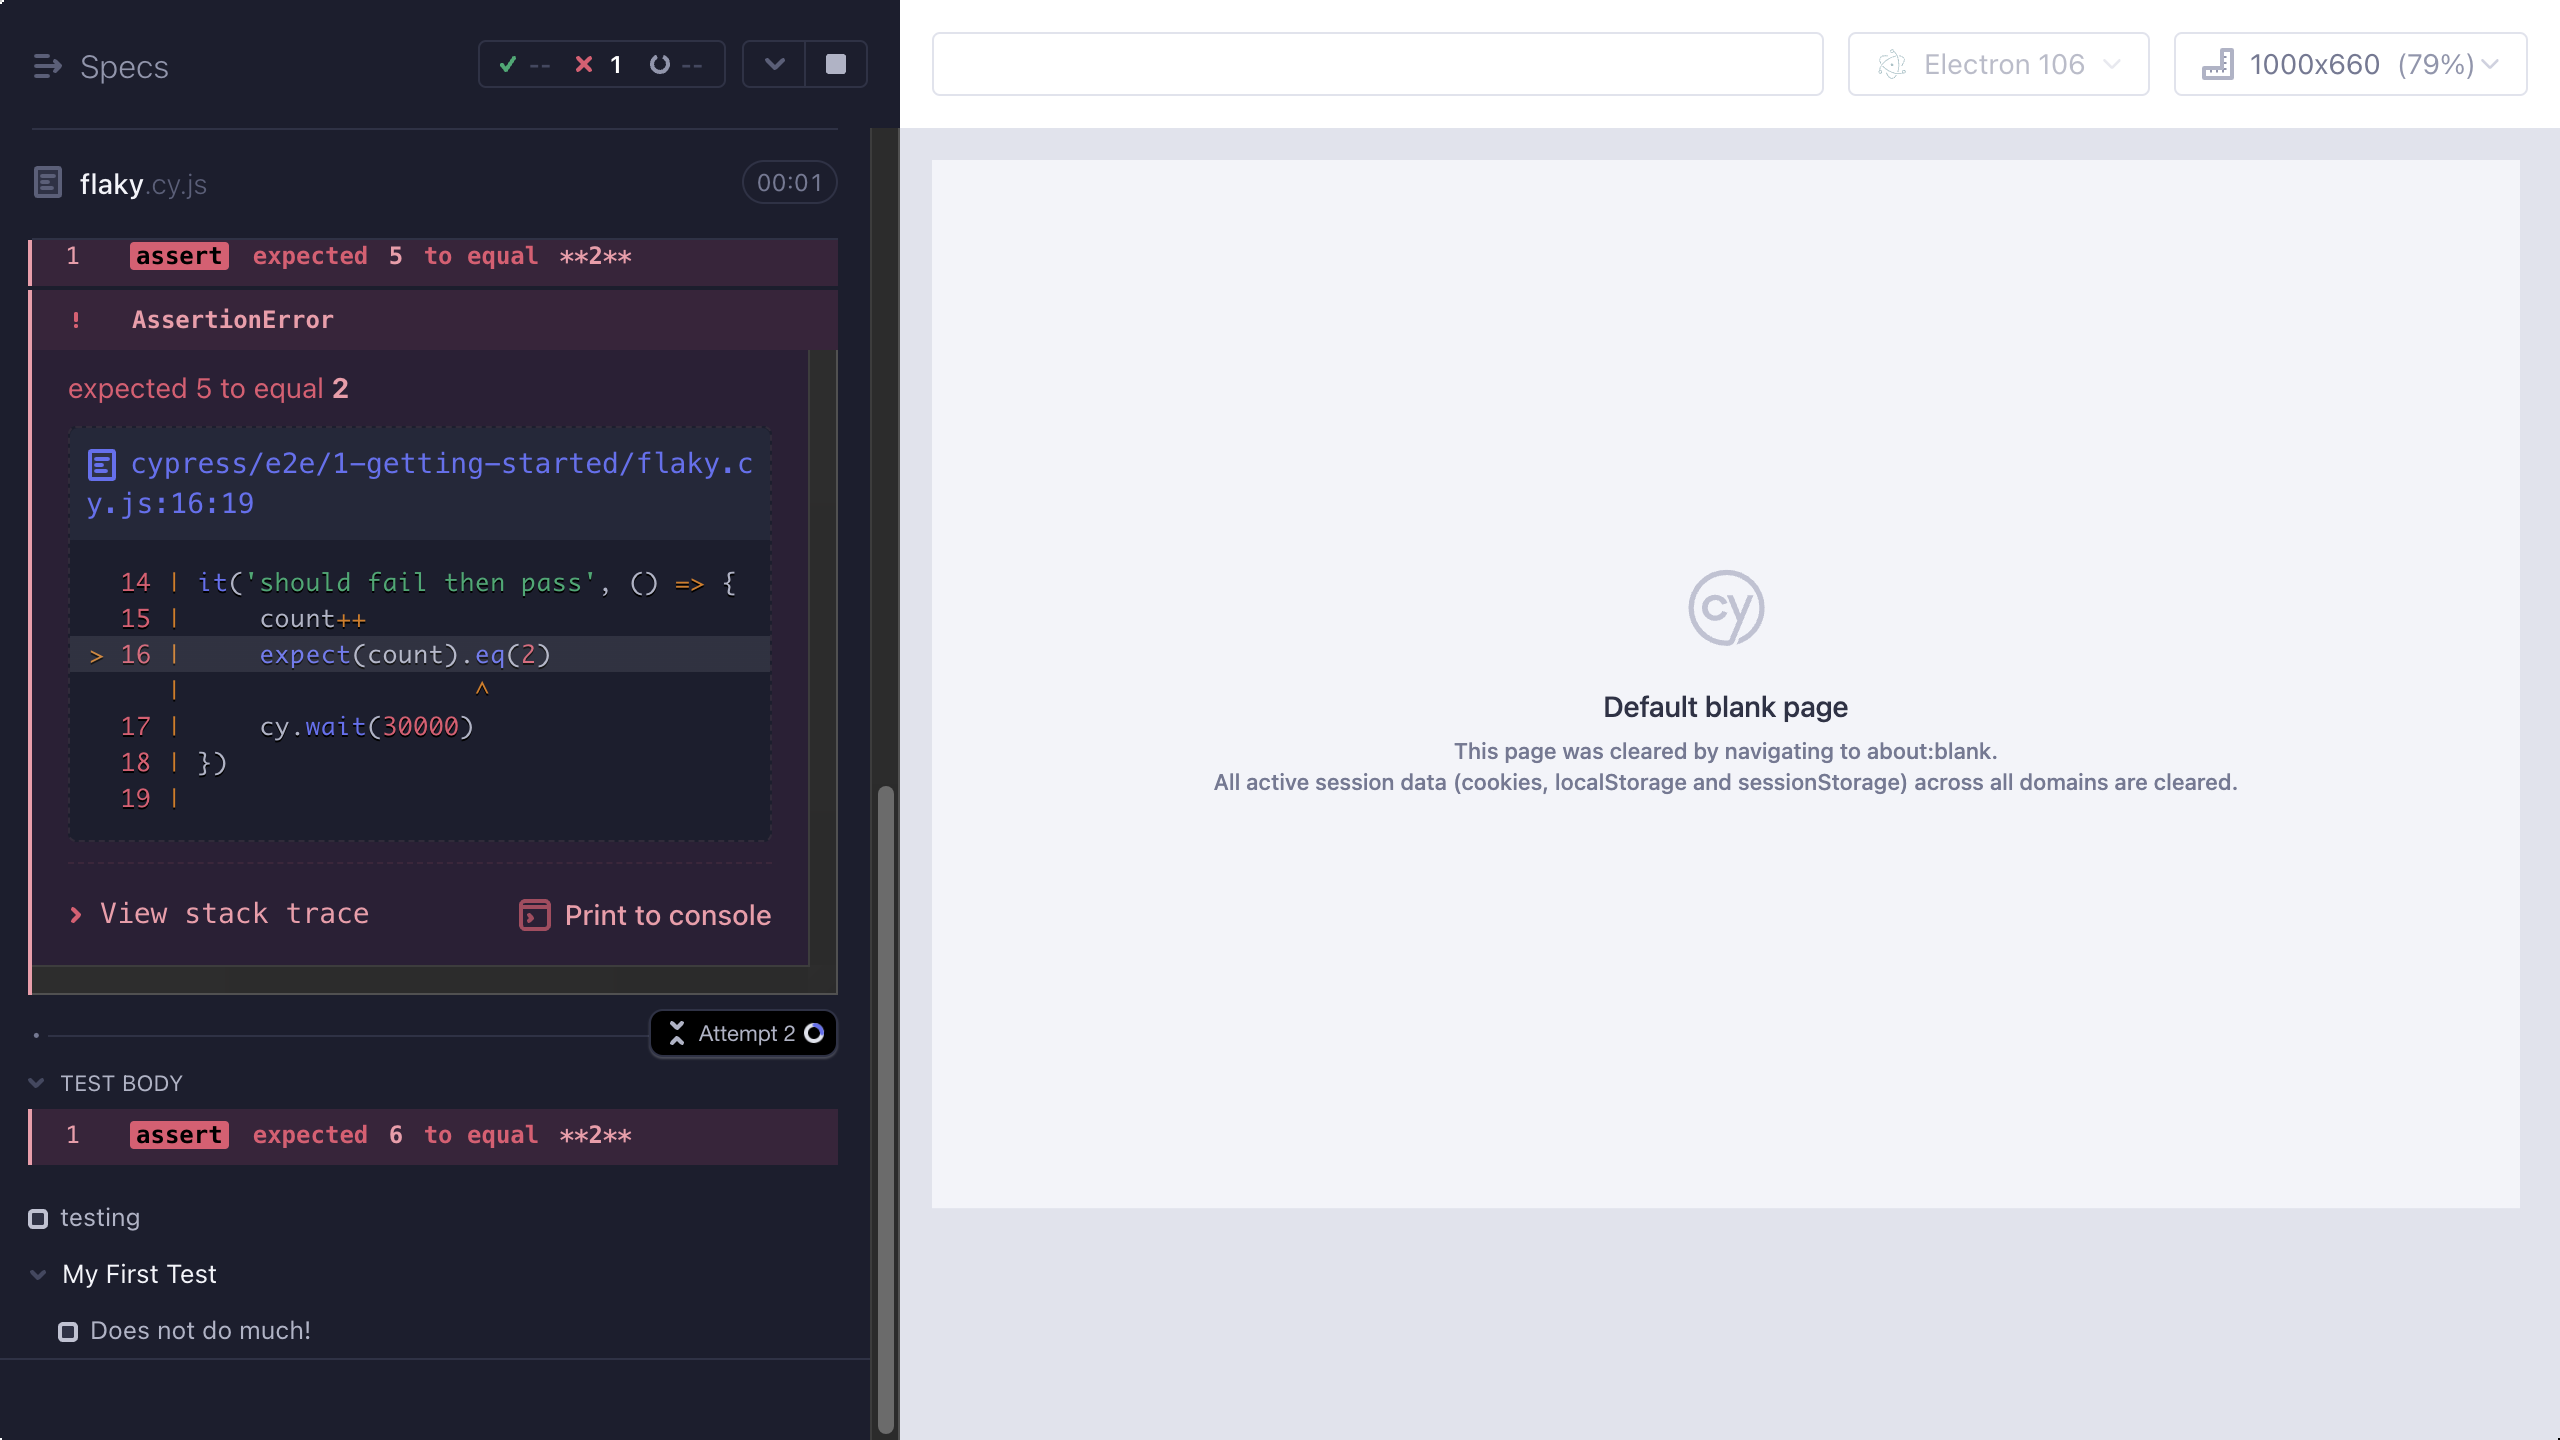 Specs
-- 1 --
flaky.cy.js 00:01
1 assert expected 5 to equal **2**
! AssertionError
expected 5 to equal 2
cypress/e2e/1-getting-started/flaky.c
y.js:16:19
14 | it('should fail then pass', () => {
15 | count++
> 16 | expect(count).eq(2)
| ^
17 | cy.wait(30000)
18 | })
19 |
View stack trace
Print to console
Attempt 2
TEST BODY
1 assert expected 6 to equal **2**
testing
My First Test
Does not do much!
Electron 106
1000x660 (79%)
cy
Default blank page
This page was cleared by navigating to about:blank.
All active session data (cookies, localStorage and sessionStorage) across all domains are cleared.